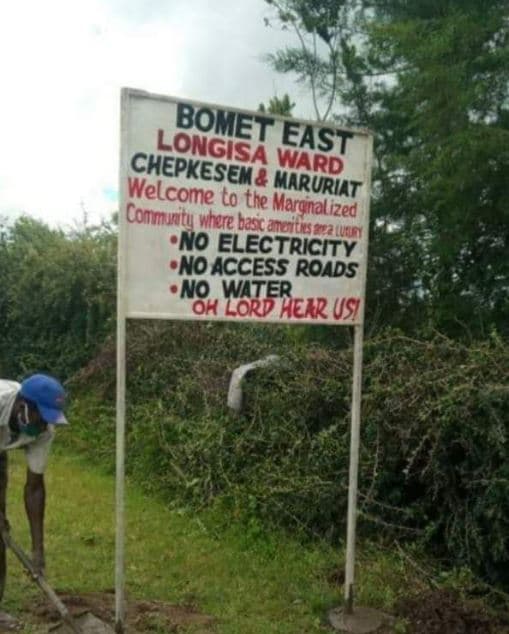 BOMET EAST
LONGISA WARD
CHEPKESEM & MARURIAT
Welcome to the Marginalized
Community where basic amenities are a LUXURY
•NO ELECTRICITY
•NO ACCESS ROADS
•NO WATER
OH LORD HEAR US!